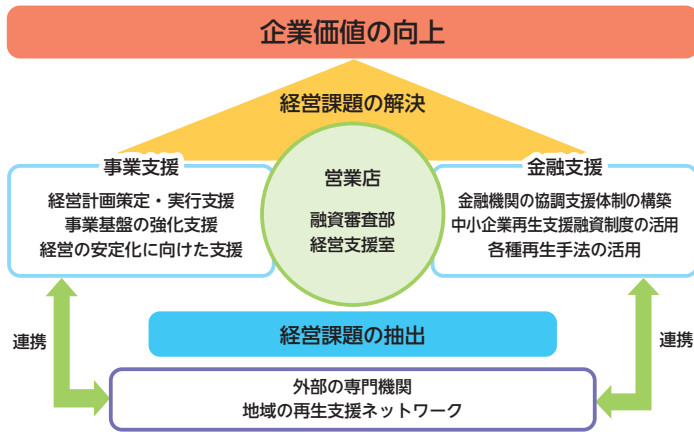 企業価値の向上
経営課題の解決
事業支援
経営計画策定・実行支援
事業基盤の強化支援
経営の安定化に向けた支援
営業店
融資審査部
経営支援室
金融支援
金融機関の協調支援体制の構築
中小企業再生支援融資制度の活用
各種再生手法の活用
連携
経営課題の抽出
連携
外部の専門機関
地域の再生支援ネットワーク